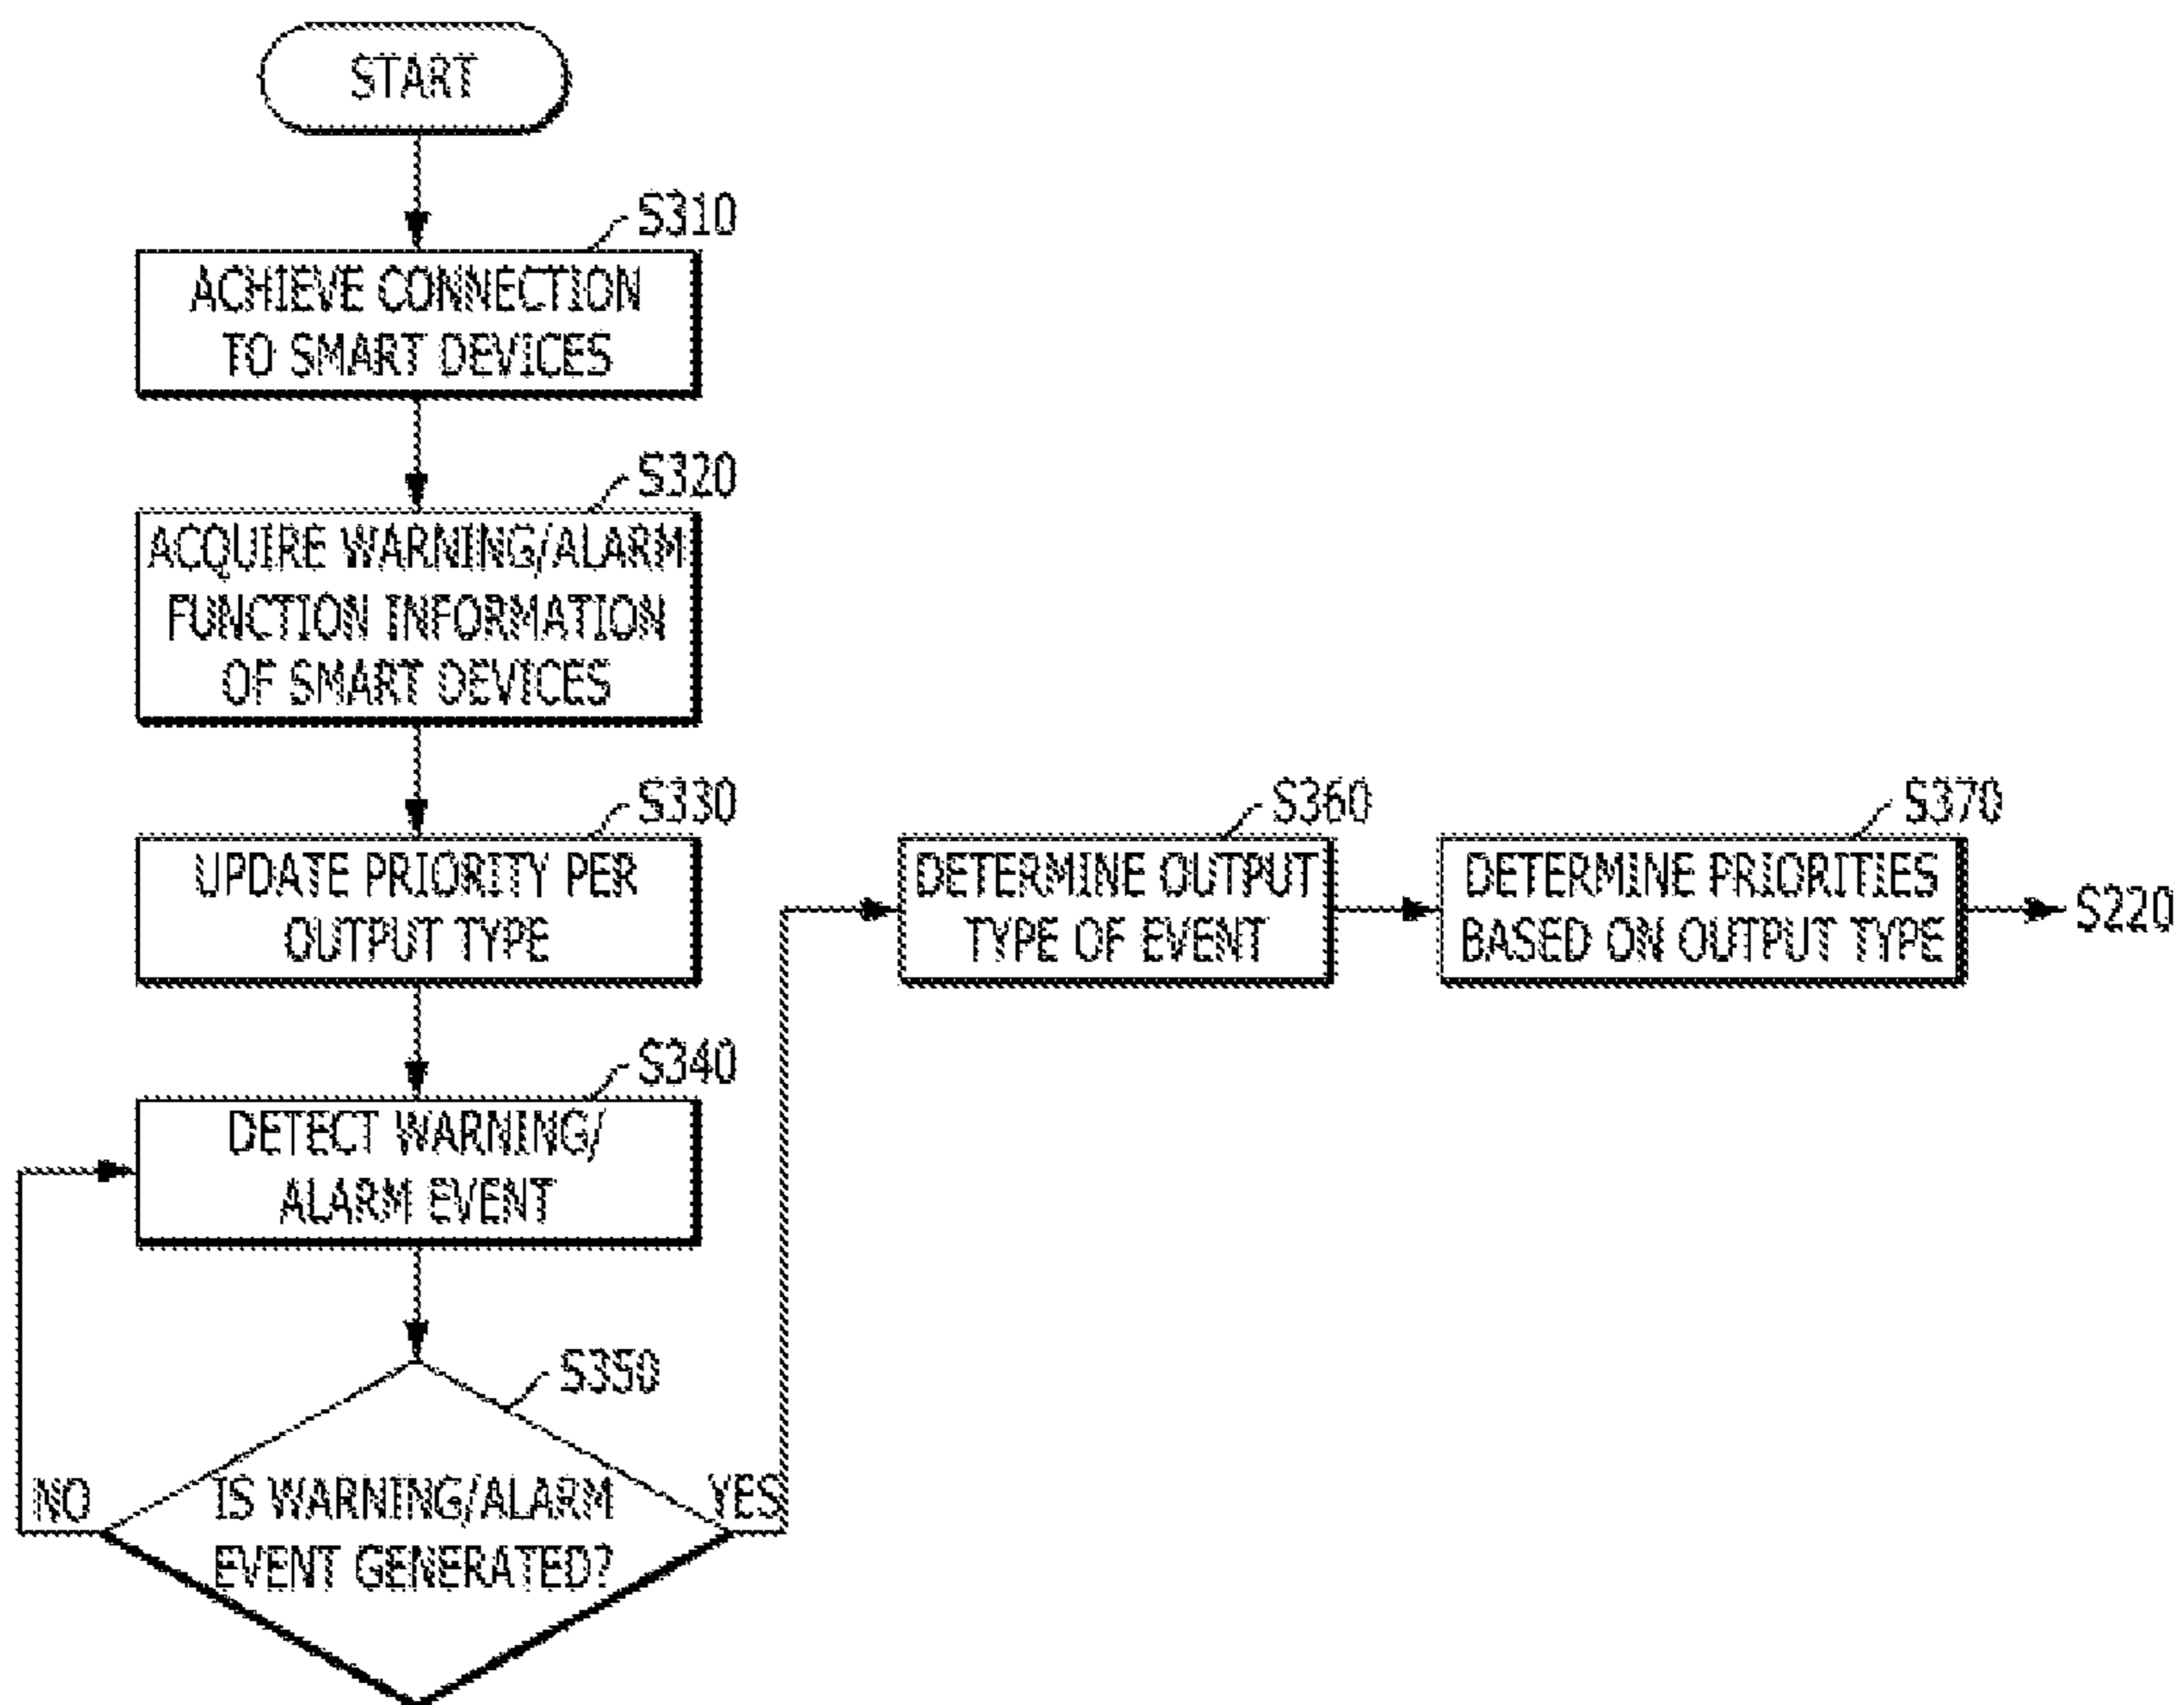 START
S310
ACHIEVE CONNECTION
TO SMART DEVICES
S320
ACQUIRE WARNING/ALARM
FUNCTION INFORMATION
OF SMART DEVICES
S330
UPDATE PRIORITY PER
OUTPUT TYPE
S340
DETECT WARNING/
ALARM EVENT
S350
IS WARNING/ALARM
EVENT GENERATED?
NO
YES
S360
DETERMINE OUTPUT
TYPE OF EVENT
S370
DETERMINE PRIORITIES
BASED ON OUTPUT TYPE
S220